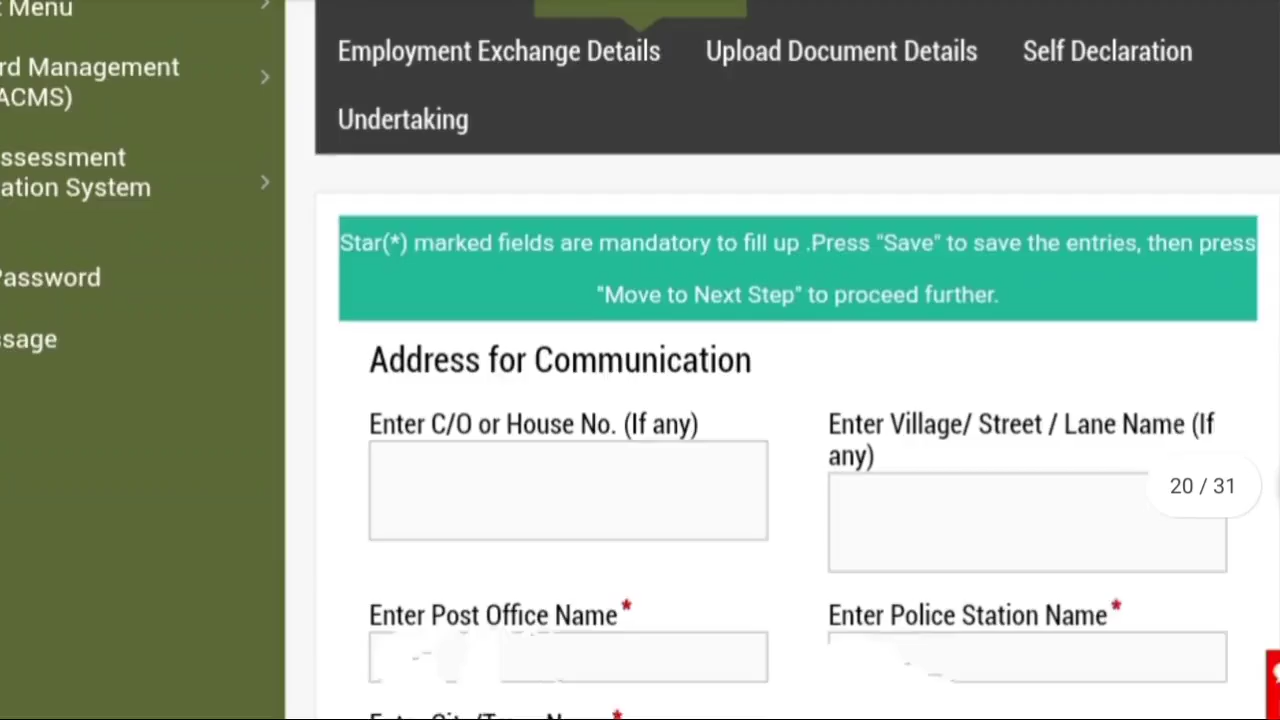 t Menu
rd Management
ACMS)
ssessment
ation System
Password
ssage
Employment Exchange Details Upload Document Details Self Declaration
Undertaking
Star(*) marked fields are mandatory to fill up .Press "Save" to save the entries, then press
"Move to Next Step" to proceed further.
Address for Communication
Enter C/O or House No. (If any)
Enter Village/ Street / Lane Name (If
any)
20 / 31
Enter Post Office Name*
Enter Police Station Name*